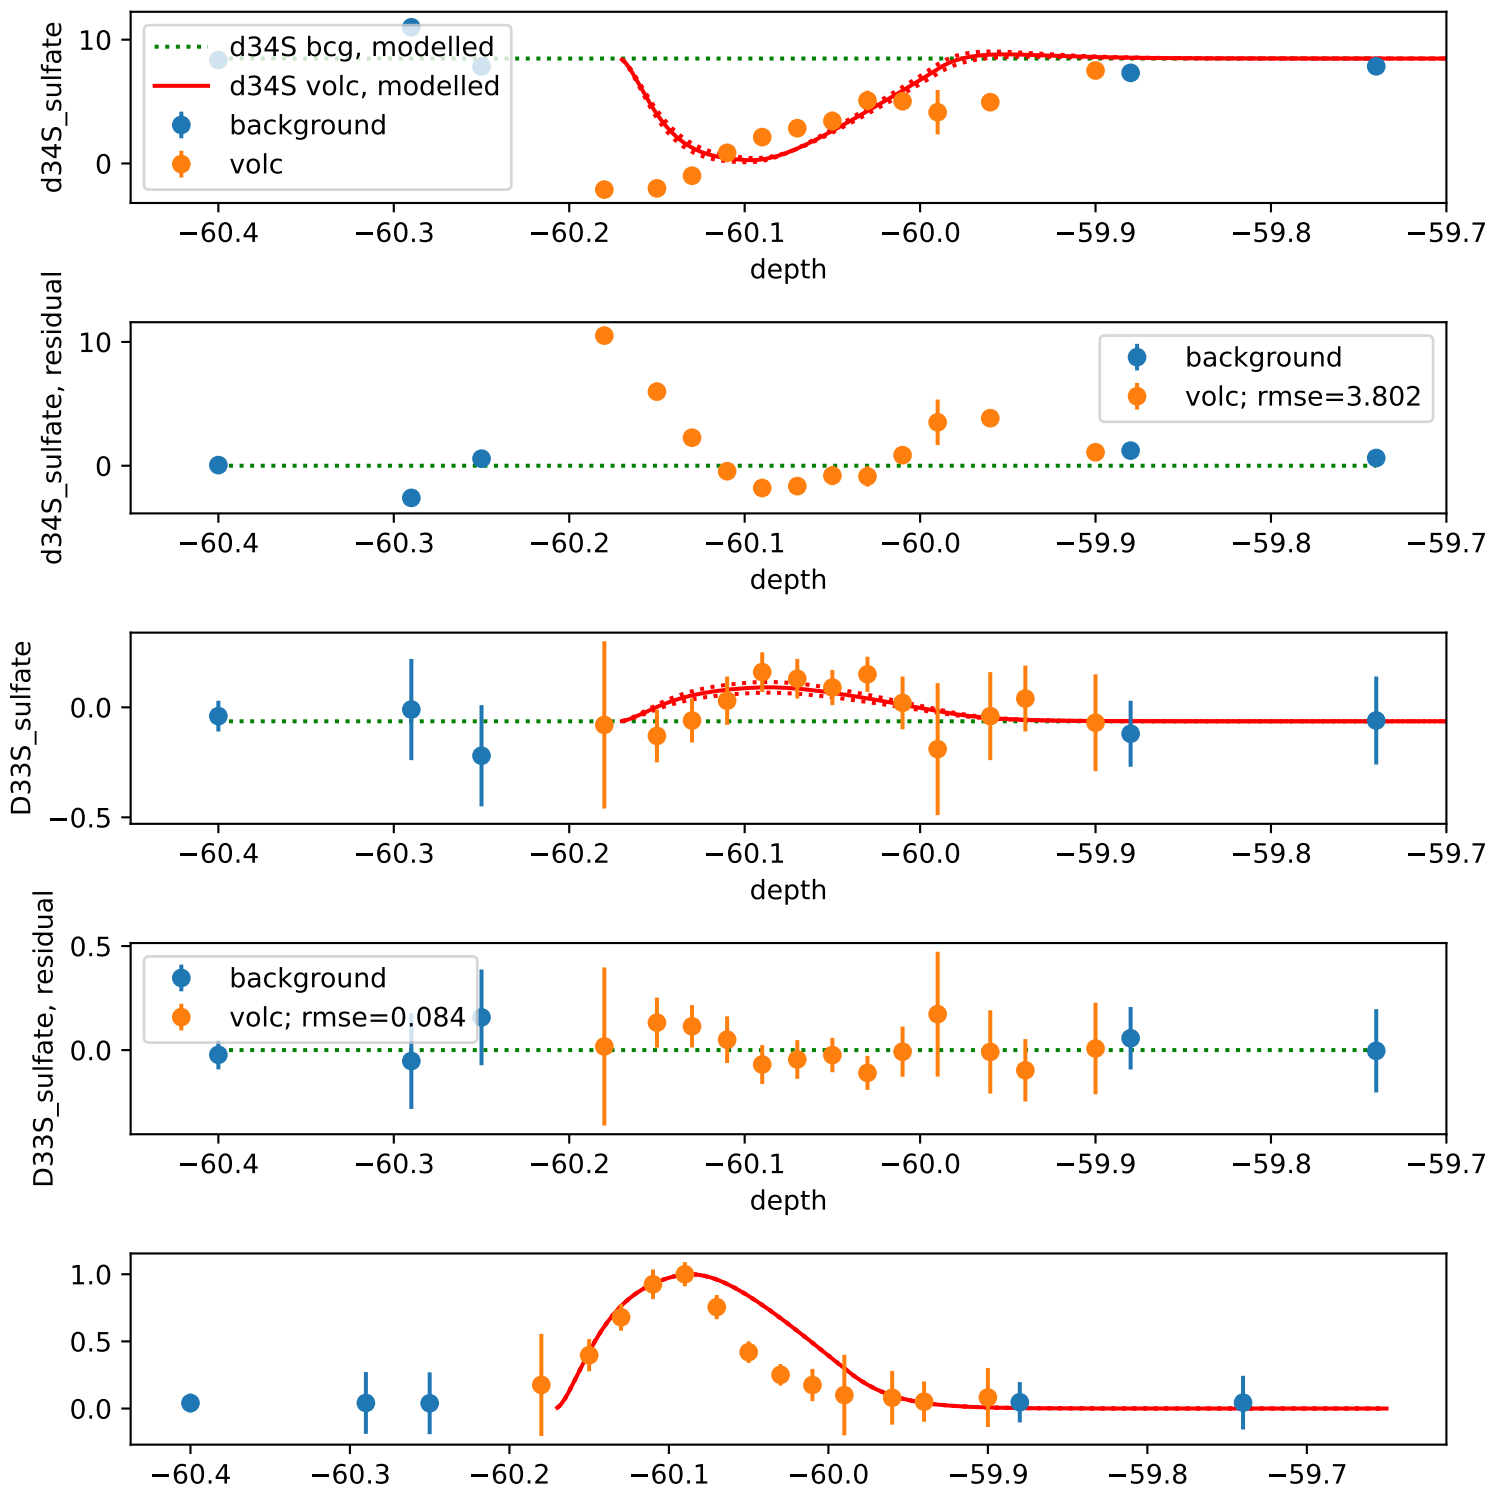 d34S_sulfate
10
0
d34S bcg, modelled
d34S volc, modelled
background
volc
−60.4 −60.3 −60.2 −60.1 −60.0 −59.9 −59.8 −59.7
depth
d34S_sulfate, residual
10
0
background
volc; rmse=3.802
−60.4 −60.3 −60.2 −60.1 −60.0 −59.9 −59.8 −59.7
depth
D33S_sulfate
0.0
−0.5
−60.4 −60.3 −60.2 −60.1 −60.0 −59.9 −59.8 −59.7
depth
D33S_sulfate, residual
0.5
0.0
background
volc; rmse=0.084
−60.4 −60.3 −60.2 −60.1 −60.0 −59.9 −59.8 −59.7
depth
1.0
0.5
0.0
−60.4 −60.3 −60.2 −60.1 −60.0 −59.9 −59.8 −59.7